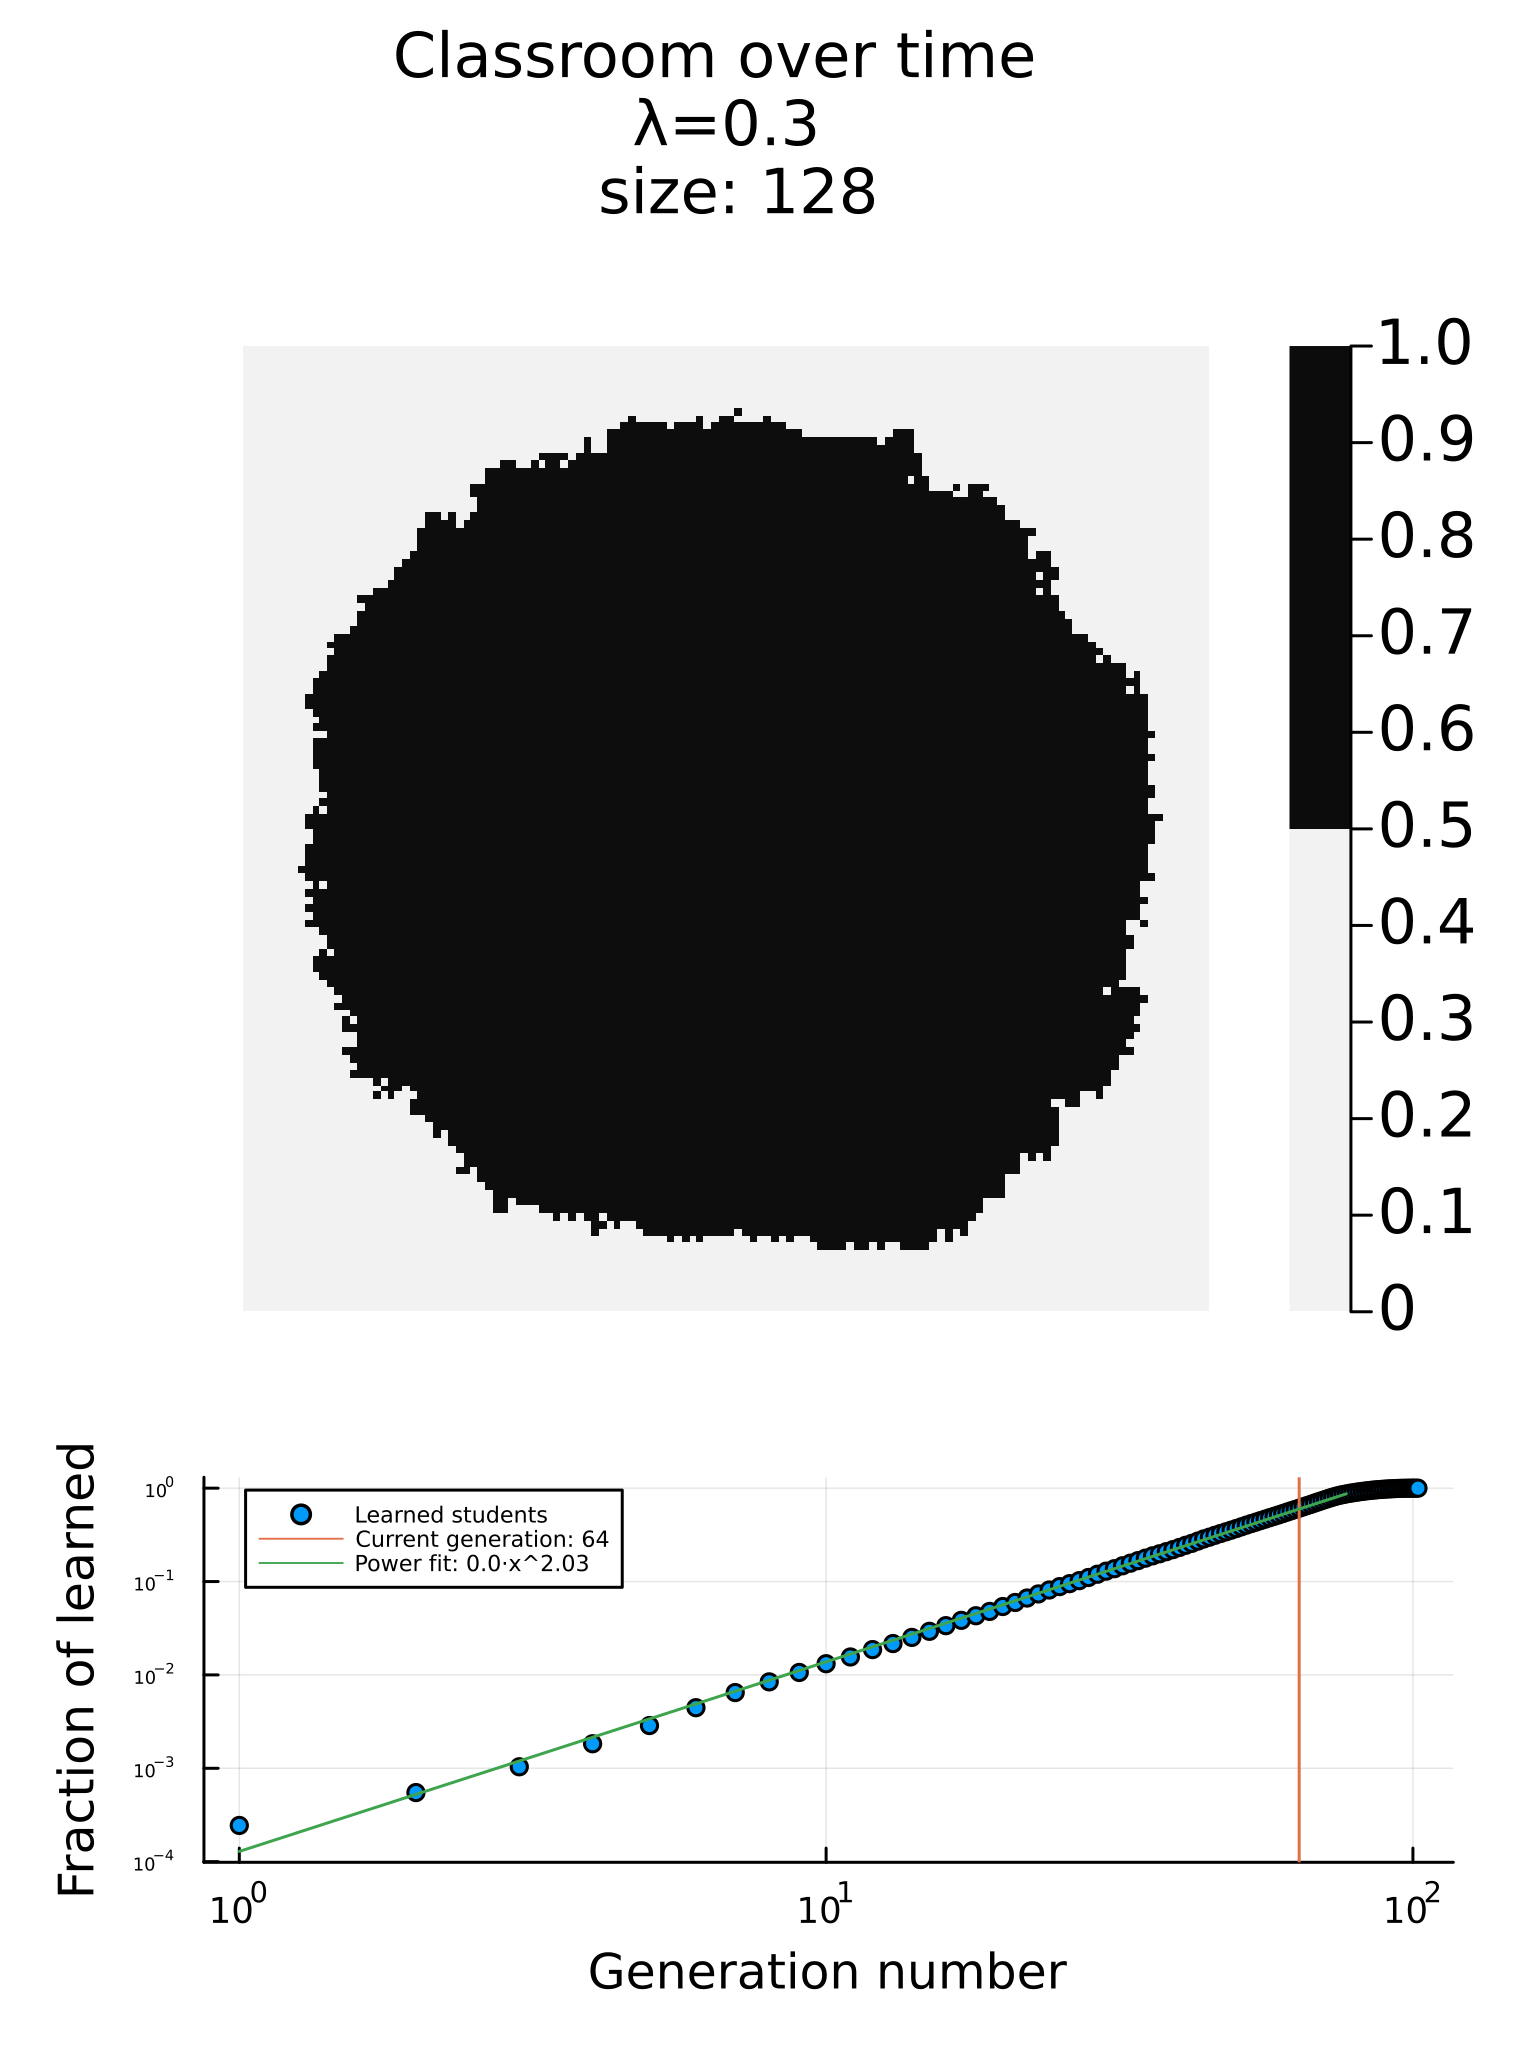 Classroom over time
λ=0.3
size: 128
1.0
0.9
0.8
0.7
0.6
0.5
0.4
0.3
0.2
0.1
0
Fraction of learned
10^0
10^-1
10^-2
10^-3
10^-4
Learned students
Current generation: 64
Power fit: 0.0·x^2.03
10^0 10^1 10^2
Generation number